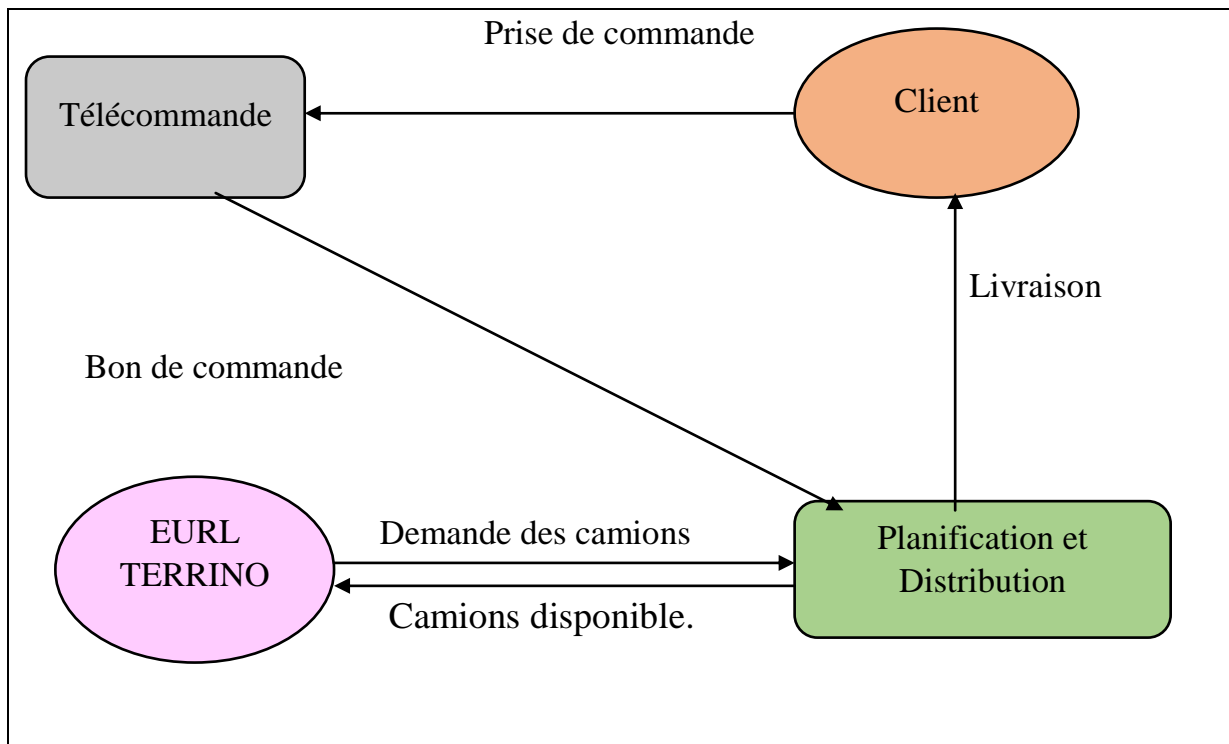 Prise de commande
Télécommande
Client
Livraison
Bon de commande
EURL
TERRINO
Demande des camions
Camions disponible.
Planification et
Distribution